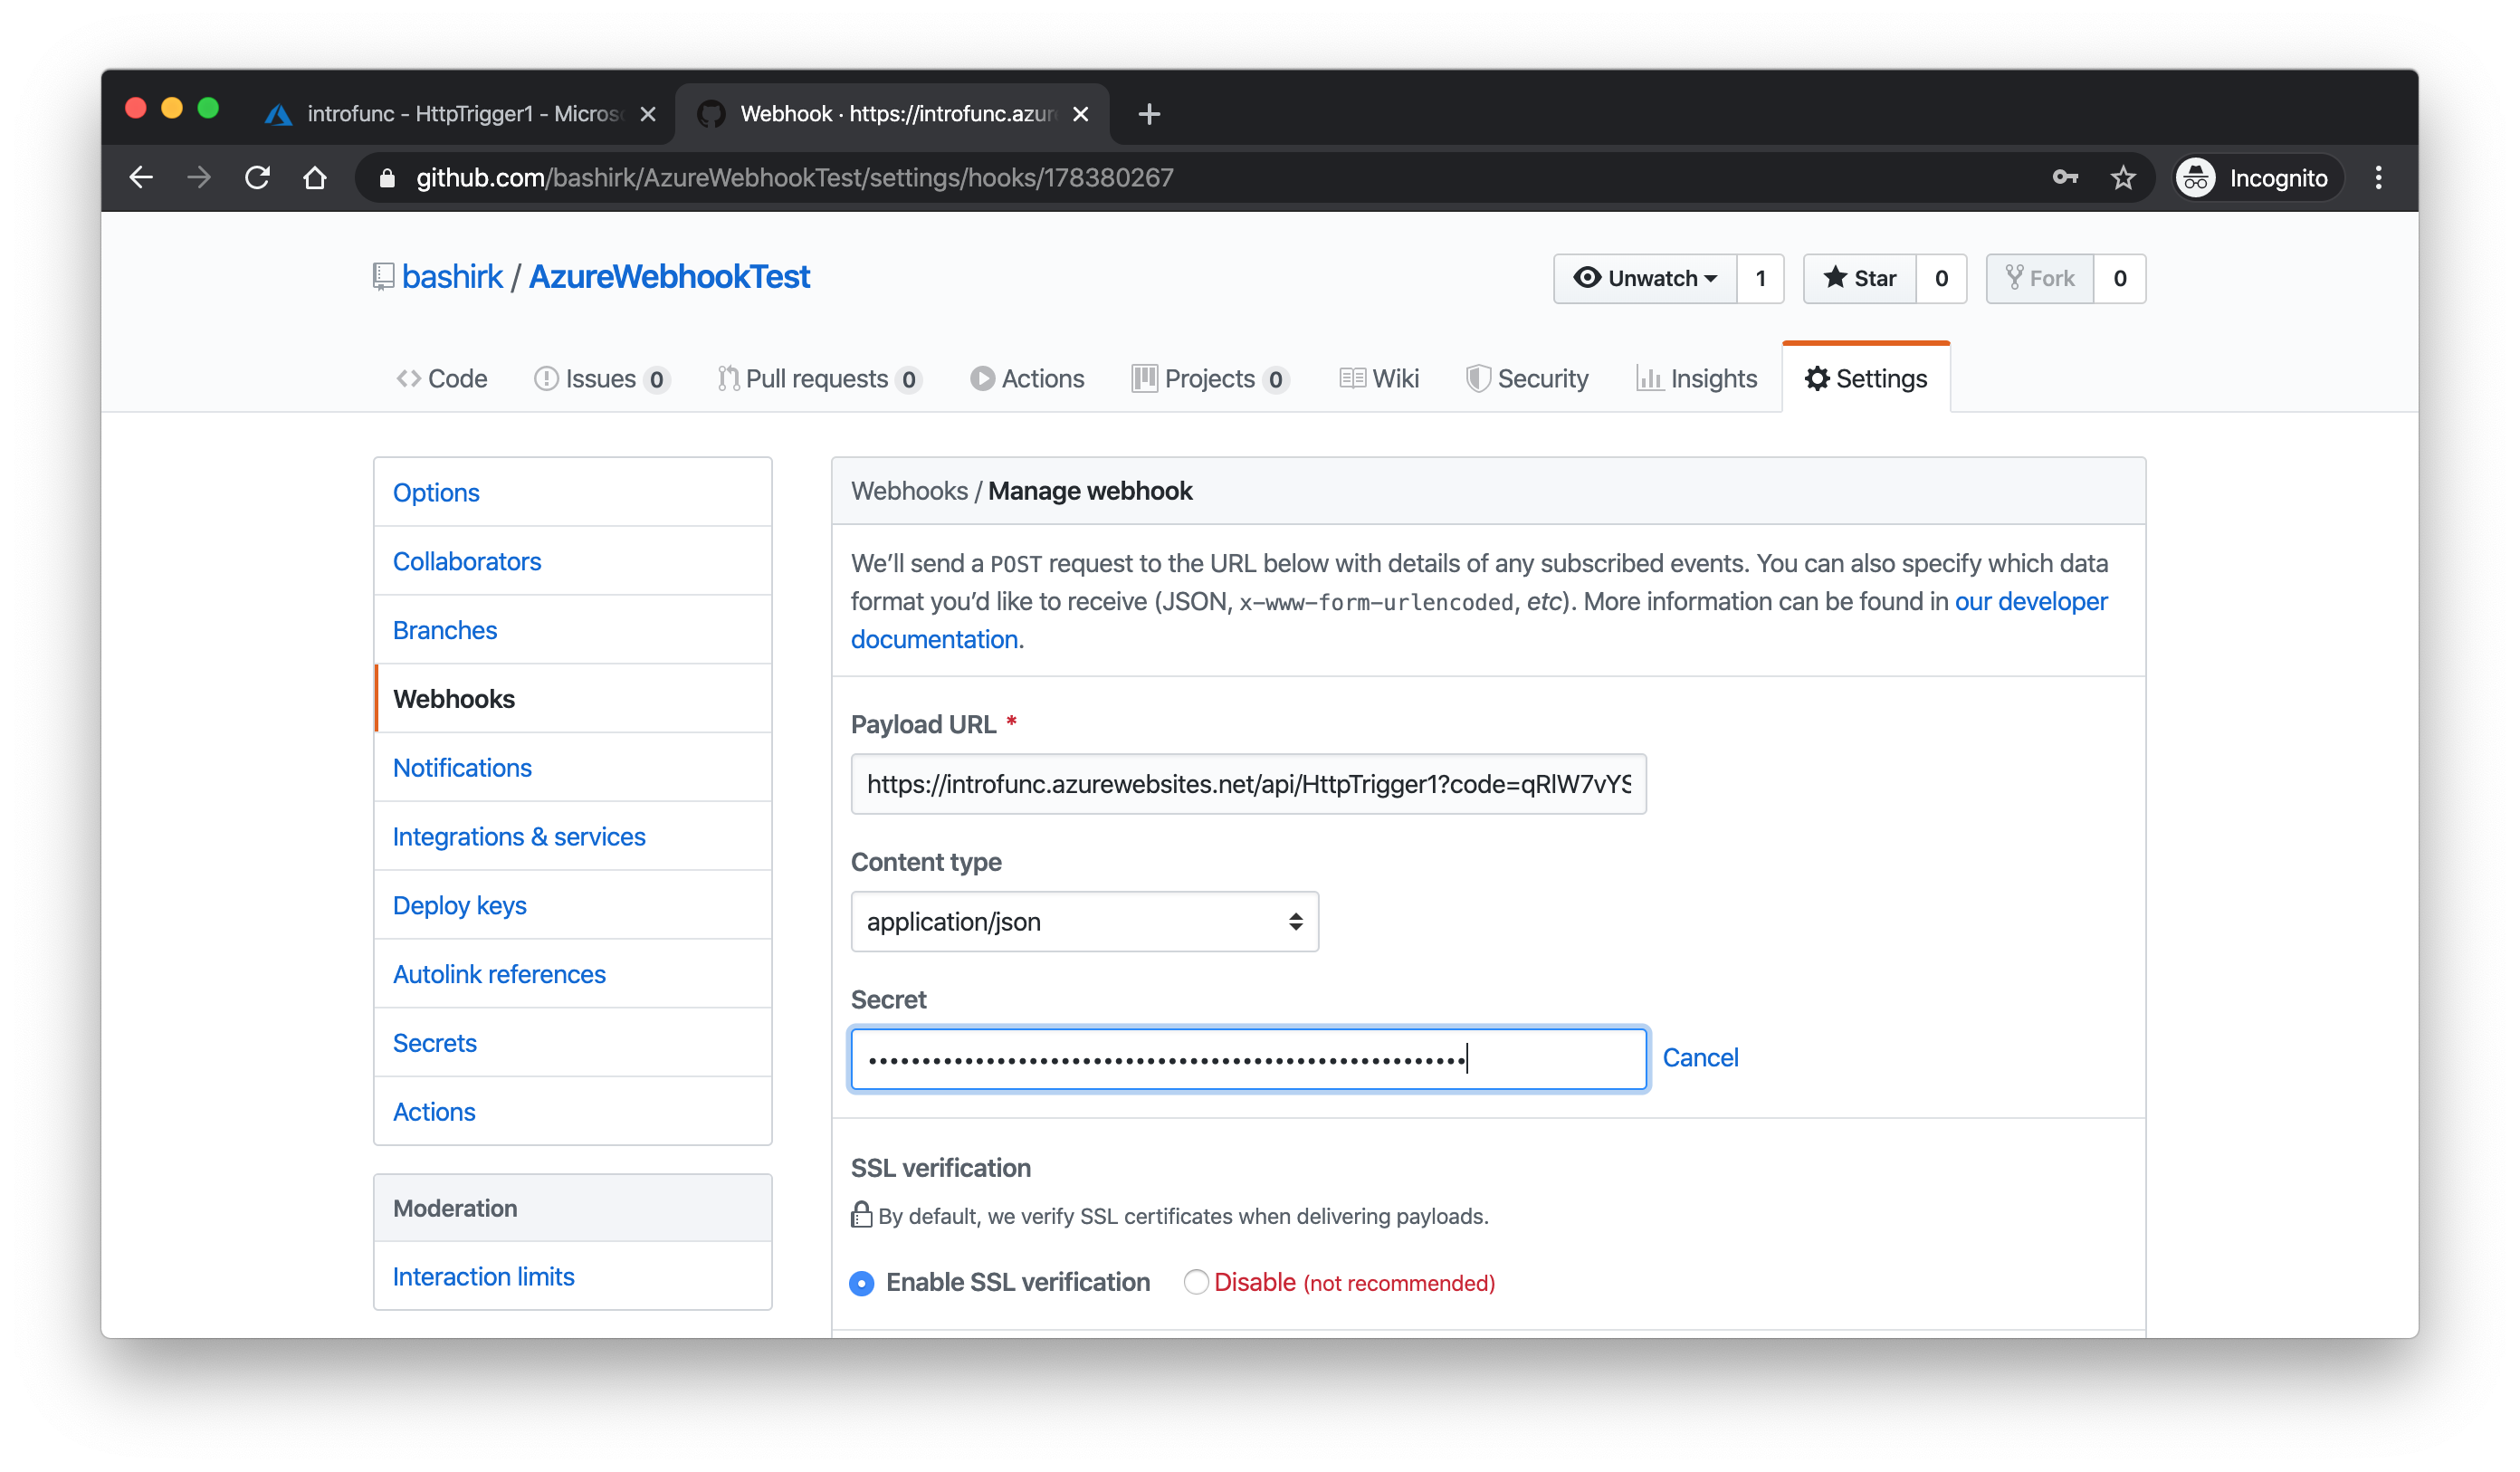 introfunc - HttpTrigger1 - Micros
Webhook · https://introfunc.azur
github.com/bashirk/AzureWebhookTest/settings/hooks/178380267
Incognito
bashirk / AzureWebhookTest
Unwatch 1
Star 0
Fork 0
Code
Issues 0
Pull requests 0
Actions
Projects 0
Wiki
Security
Insights
Settings
Options
Collaborators
Branches
Webhooks
Notifications
Integrations & services
Deploy keys
Autolink references
Secrets
Actions
Moderation
Interaction limits
Webhooks / Manage webhook
We’ll send a POST request to the URL below with details of any subscribed events. You can also specify which data
format you’d like to receive (JSON, x-www-form-urlencoded, etc). More information can be found in our developer
documentation.
Payload URL *
https://introfunc.azurewebsites.net/api/HttpTrigger1?code=qRlW7vYS
Content type
application/json
Secret
Cancel
SSL verification
By default, we verify SSL certificates when delivering payloads.
Enable SSL verification
Disable (not recommended)